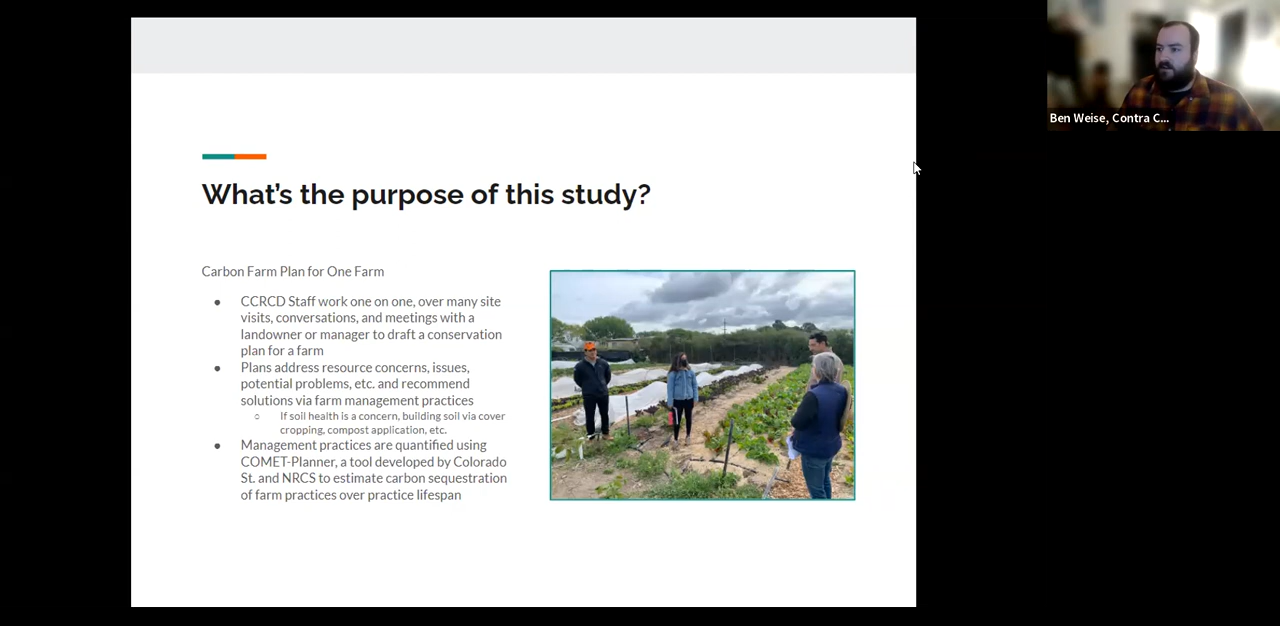 Ben Weise, Contra C...
What's the purpose of this study?
Carbon Farm Plan for One Farm
● CCRCD Staff work one on one, over many site
visits, conversations, and meetings with a
landowner or manager to draft a conservation
plan for a farm
● Plans address resource concerns, issues,
potential problems, etc. and recommend
solutions via farm management practices
○ If soil health is a concern, building soil via cover
cropping, compost application, etc.
● Management practices are quantified using
COMET-Planner, a tool developed by Colorado
St. and NRCS to estimate carbon sequestration
of farm practices over practice lifespan